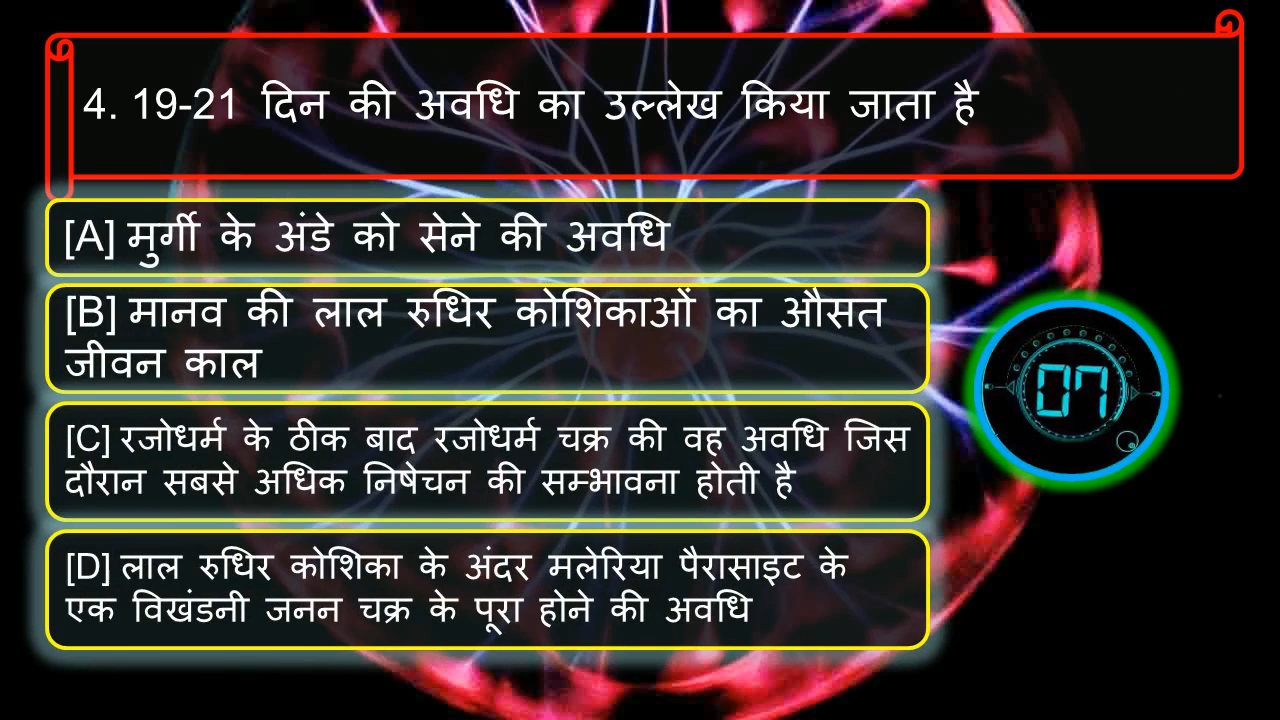 4. 19-21 दिन की अवधि का उल्लेख किया जाता है
[A] मुर्गी के अंडे को सेने की अवधि
[B] मानव की लाल रुधिर कोशिकाओं का औसत
जीवन काल
[C] रजोधर्म के ठीक बाद रजोधर्म चक्र की वह अवधि जिस
दौरान सबसे अधिक निषेचन की सम्भावना होती है
07
[D] लाल रुधिर कोशिका के अंदर मलेरिया पैरासाइट के
एक विखंडनी जनन चक्र के पूरा होने की अवधि